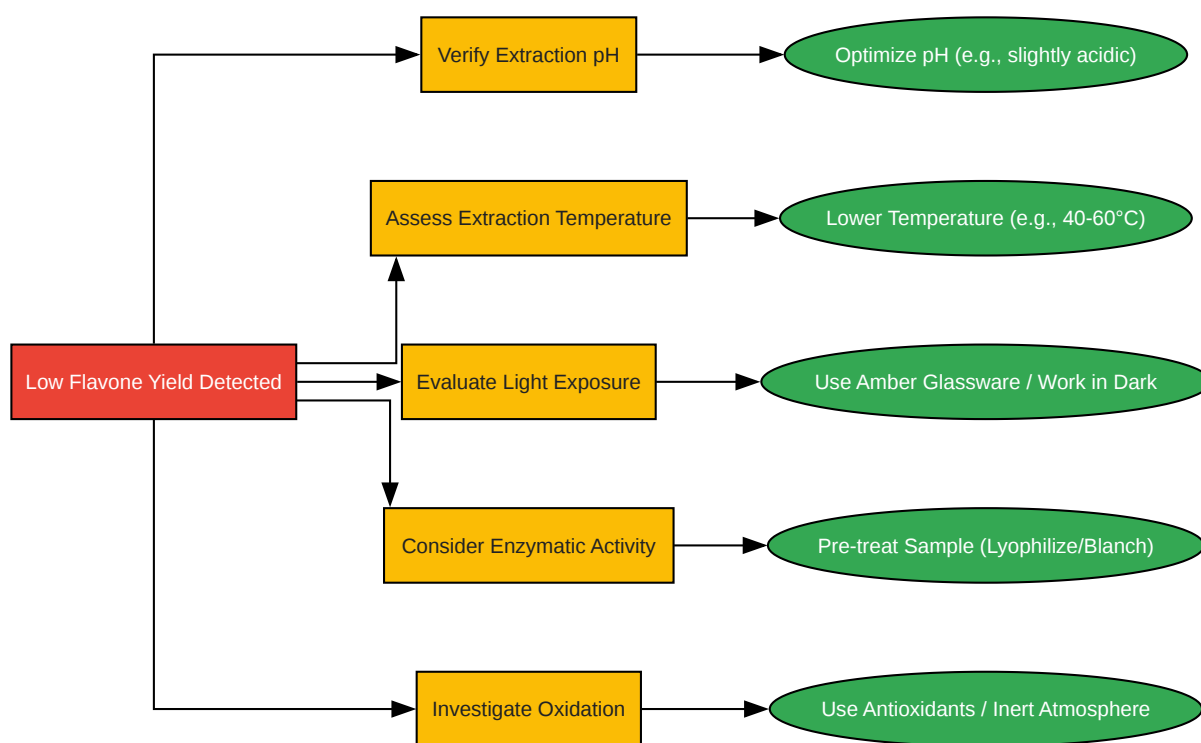 Verify Extraction pH
Optimize pH (e.g., slightly acidic)
Assess Extraction Temperature
Lower Temperature (e.g., 40-60°C)
Low Flavone Yield Detected
Evaluate Light Exposure
Use Amber Glassware / Work in Dark
Consider Enzymatic Activity
Pre-treat Sample (Lyophilize/Blanch)
Investigate Oxidation
Use Antioxidants / Inert Atmosphere